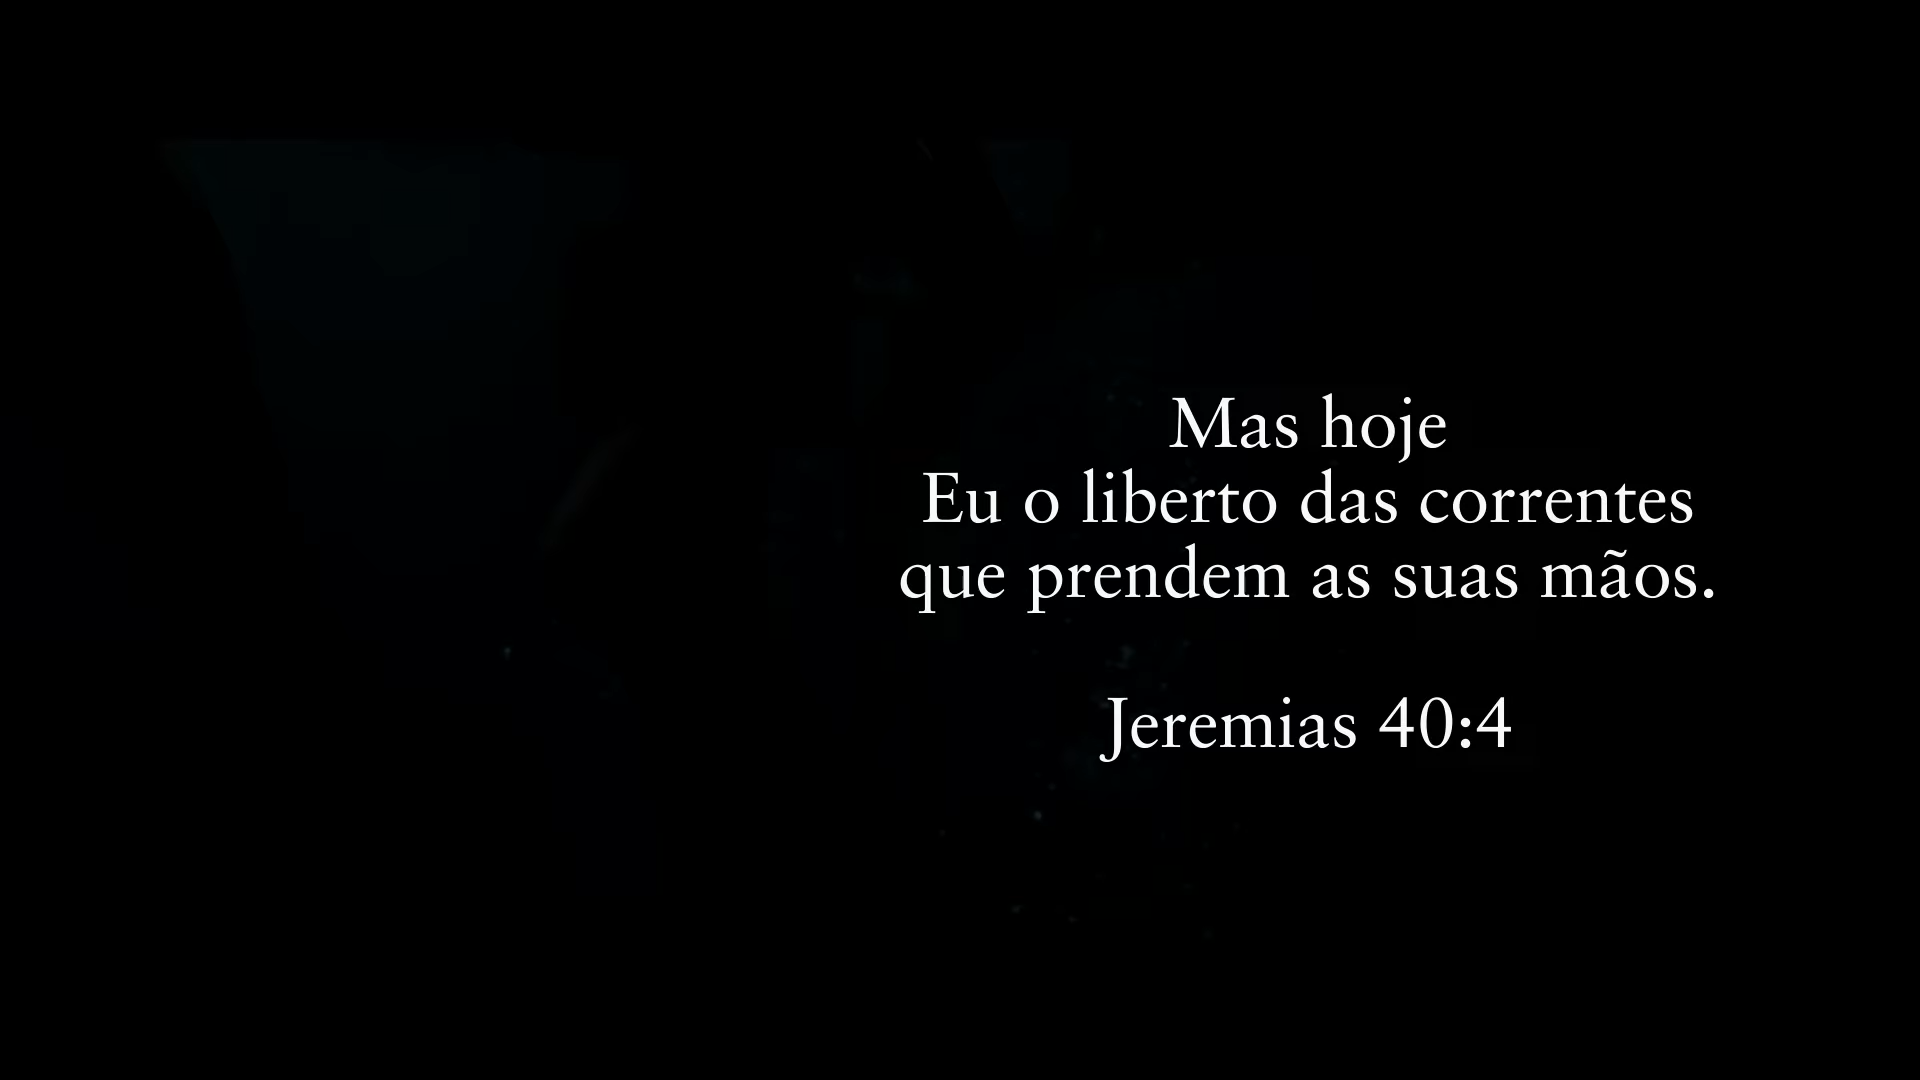 Mas hoje
Eu o liberto das correntes
que prendem as suas mãos.
Jeremias 40:4